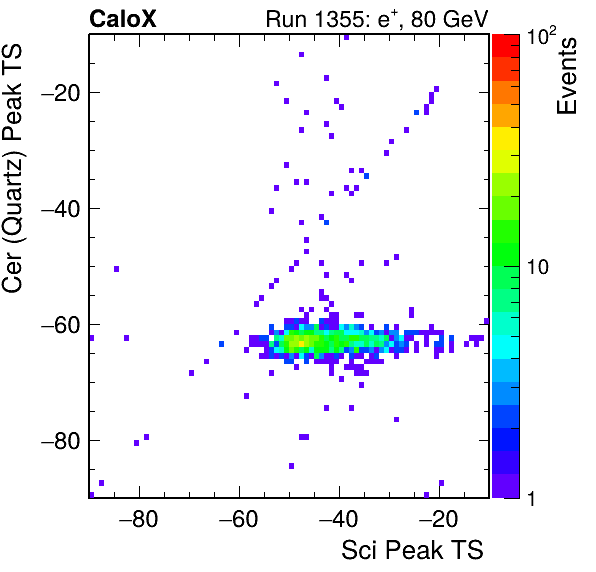 CaloX Run 1355: e⁺, 80 GeV
Cer (Quartz) Peak TS
−20
−40
−60
−80
−80 −60 −40 −20
Sci Peak TS
10²
10
1
Events